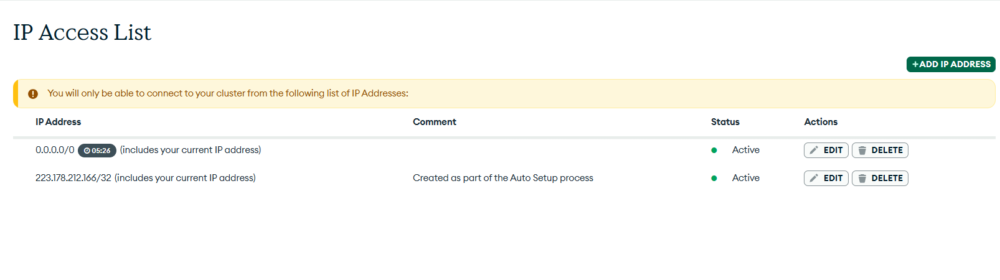 IP Access List
+ADD IP ADDRESS
You will only be able to connect to your cluster from the following list of IP Addresses:
IP Address Comment Status Actions
0.0.0.0/0 05:26 (includes your current IP address) Active EDIT DELETE
223.178.212.166/32 (includes your current IP address) Created as part of the Auto Setup process Active EDIT DELETE